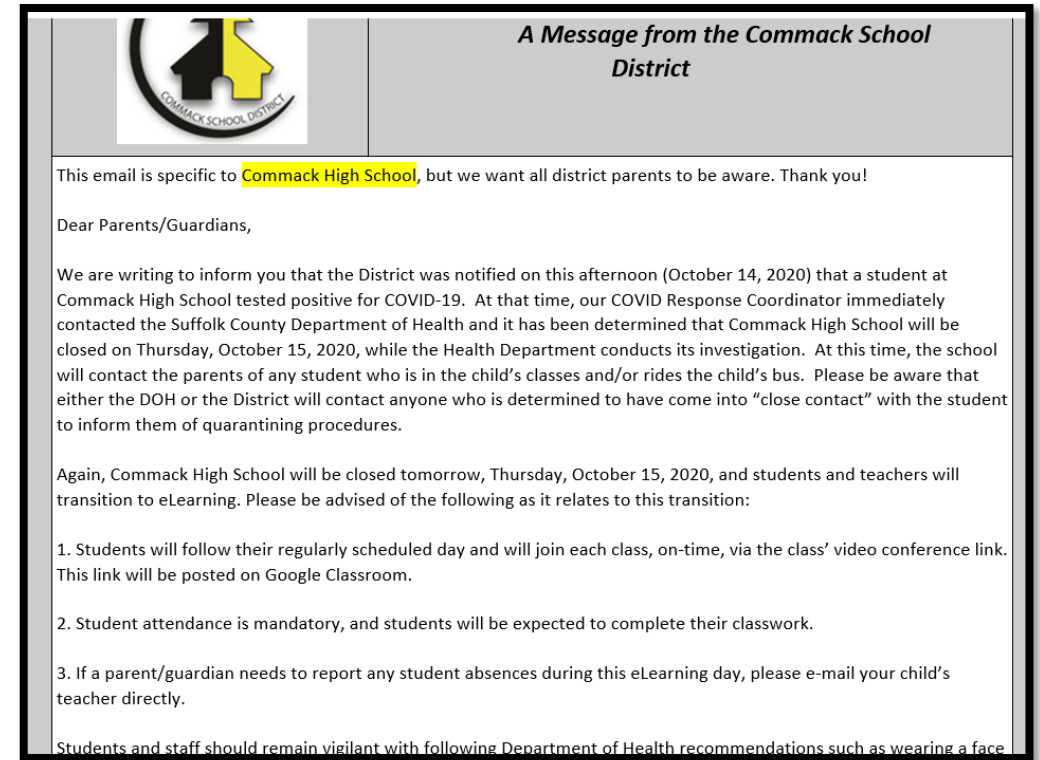 COMMACK SCHOOL DISTRICT
A Message from the Commack School
District
This email is specific to Commack High School, but we want all district parents to be aware. Thank you!
Dear Parents/Guardians,
We are writing to inform you that the District was notified on this afternoon (October 14, 2020) that a student at
Commack High School tested positive for COVID-19.  At that time, our COVID Response Coordinator immediately
contacted the Suffolk County Department of Health and it has been determined that Commack High School will be
closed on Thursday, October 15, 2020, while the Health Department conducts its investigation.  At this time, the school
will contact the parents of any student who is in the child’s classes and/or rides the child’s bus.  Please be aware that
either the DOH or the District will contact anyone who is determined to have come into “close contact” with the student
to inform them of quarantining procedures.
Again, Commack High School will be closed tomorrow, Thursday, October 15, 2020, and students and teachers will
transition to eLearning. Please be advised of the following as it relates to this transition:
1. Students will follow their regularly scheduled day and will join each class, on-time, via the class’ video conference link.
This link will be posted on Google Classroom.
2. Student attendance is mandatory, and students will be expected to complete their classwork.
3. If a parent/guardian needs to report any student absences during this eLearning day, please e-mail your child’s
teacher directly.
Students and staff should remain vigilant with following Department of Health recommendations such as wearing a face